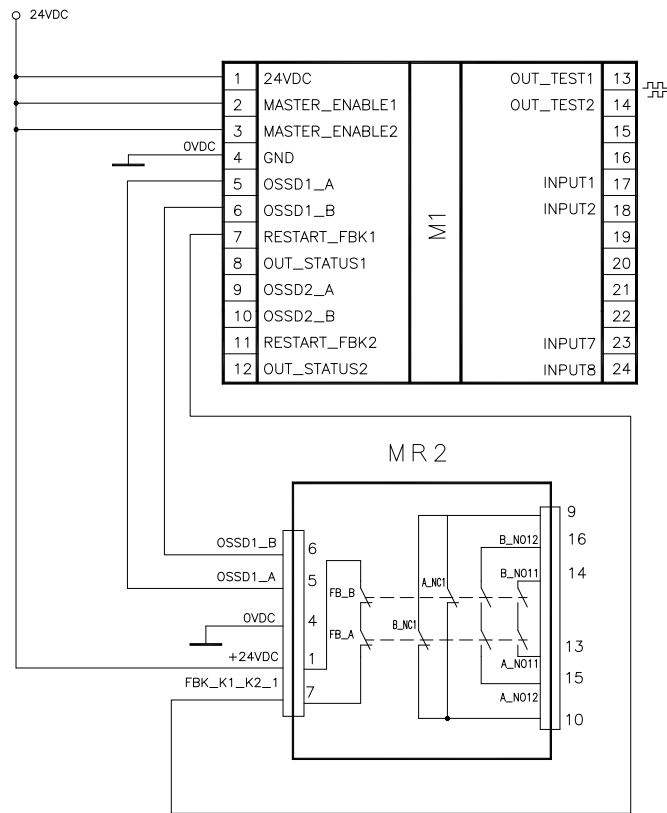 24VDC
1 24VDC
2 MASTER_ENABLE1
3 MASTER_ENABLE2
0VDC
4 GND
5 OSSD1_A
6 OSSD1_B
7 RESTART_FBK1
8 OUT_STATUS1
9 OSSD2_A
10 OSSD2_B
11 RESTART_FBK2
12 OUT_STATUS2
M1
OUT_TEST1 13
OUT_TEST2 14
15
16
INPUT1 17
INPUT2 18
19
20
21
22
INPUT7 23
INPUT8 24
MR2
OSSD1_B 6
OSSD1_A 5
0VDC 4
+24VDC 1
FBK_K1_K2_1 7
FB_B
FB_A
A_NC1
B_NC1
9
B_NO12 16
B_NO11 14
13
A_NO11
15
A_NO12
10